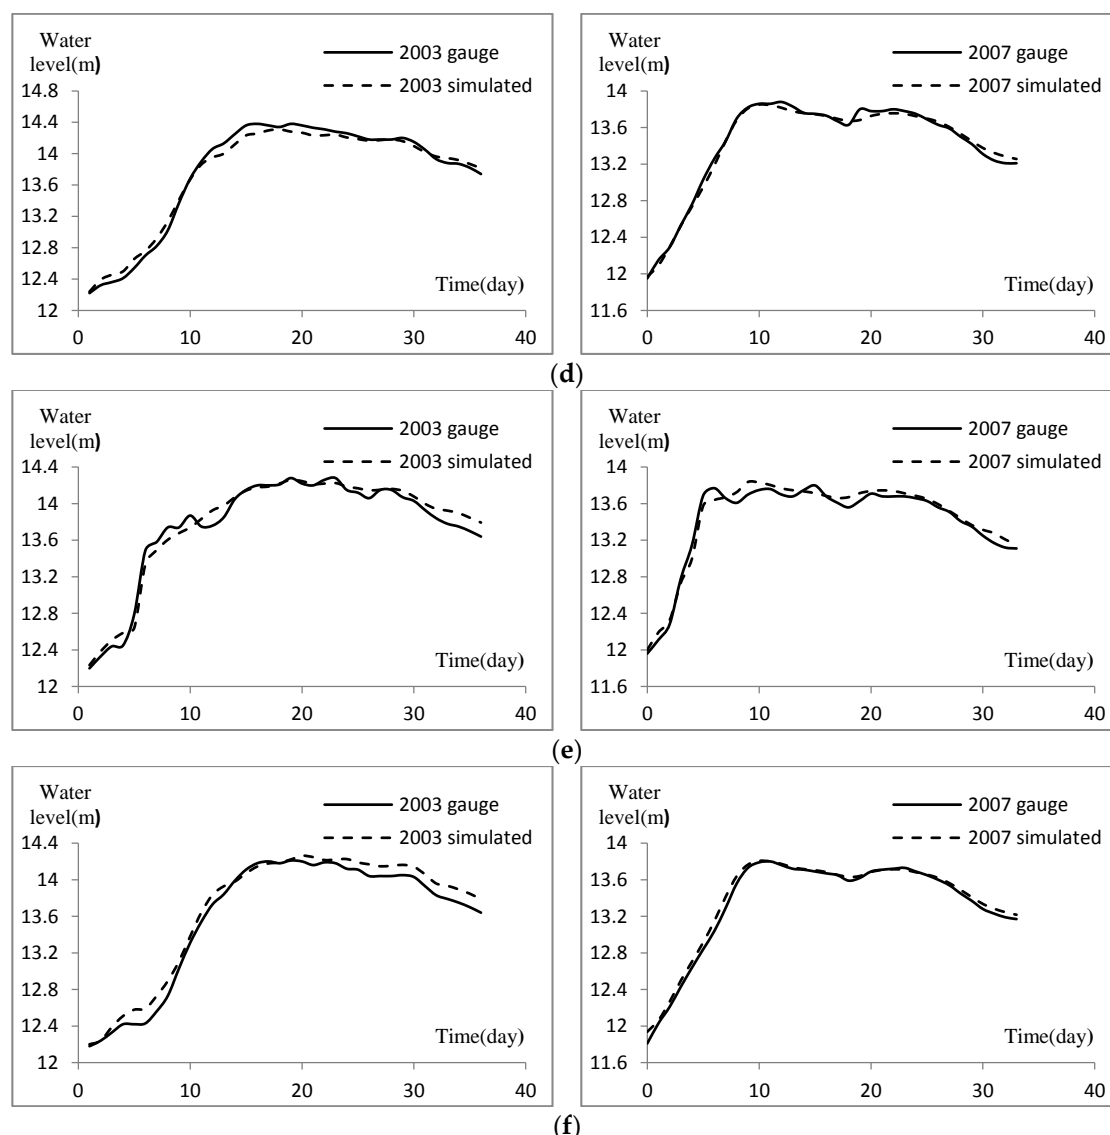 Water
level(m)
2003 gauge
2003 simulated
14.8
14.4
14
13.6
13.2
12.8
12.4
12
Time(day)
0
10
20
30
40
Water
level(m)
2007 gauge
2007 simulated
14
13.6
13.2
12.8
12.4
12
11.6
Time(day)
0
10
20
30
40
(d)
Water
level(m)
2003 gauge
2003 simulated
14.4
14
13.6
13.2
12.8
12.4
12
Time(day)
0
10
20
30
40
Water
level(m)
2007 gauge
2007 simulated
14
13.6
13.2
12.8
12.4
12
11.6
Time(day)
0
10
20
30
40
(e)
Water
level(m)
2003 gauge
2003 simulated
14.4
14
13.6
13.2
12.8
12.4
12
Time(day)
0
10
20
30
40
Water
level(m)
2007 gauge
2007 simulated
14
13.6
13.2
12.8
12.4
12
11.6
Time(day)
0
10
20
30
40
(f)